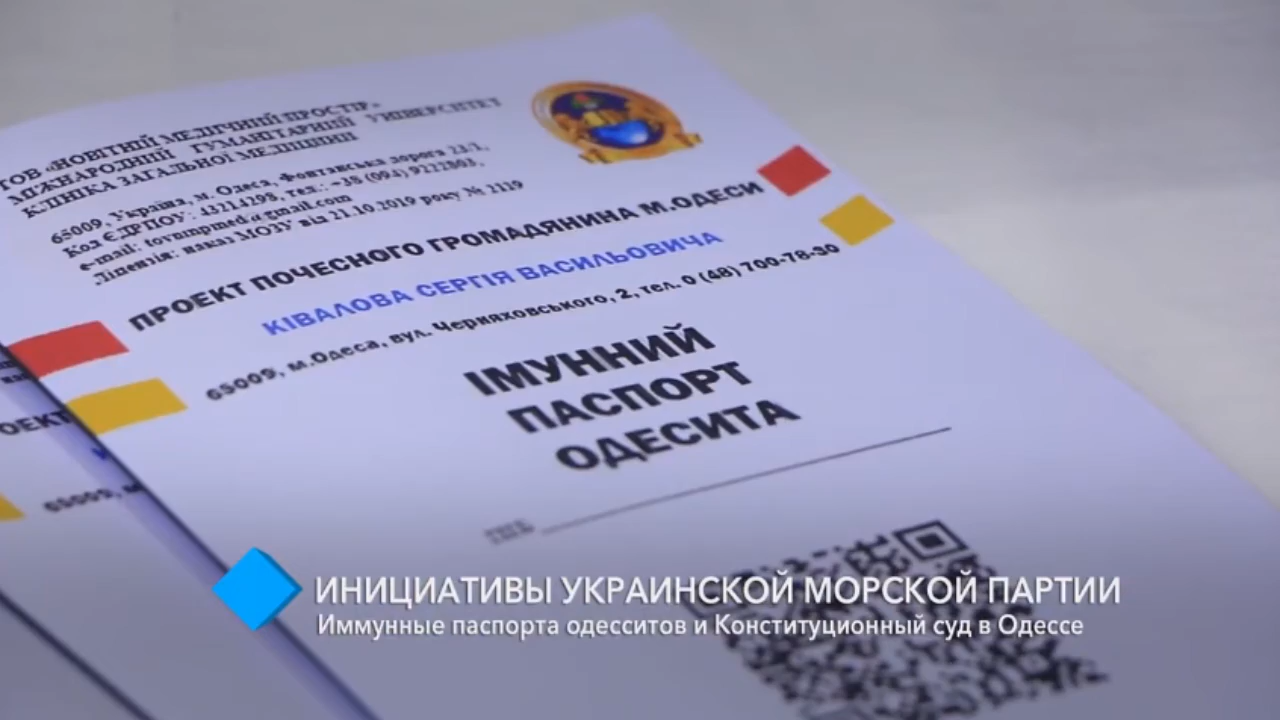 ТОВ «НОВІТНІЙ МЕДИЧНИЙ ПРОСТІР»
МІЖНАРОДНИЙ ГУМАНІТАРНИЙ УНІВЕРСИТЕТ
КЛІНІКА ЗАГАЛЬНОЇ МЕДИЦИНИ
65009, Україна, м. Одеса, Фонтанська дорога 23/1,
Код ЄДРПОУ: 43214298, тел.: +38 (094) 9222803,
e-mail: tovnmpmed@gmail.com
Ліцензія: наказ МОЗУ від 21.10.2019 року № 2119
ПРОЕКТ ПОЧЕСНОГО ГРОМАДЯНИНА М.ОДЕСИ
КІВАЛОВА СЕРГІЯ ВАСИЛЬОВИЧА
65009, м.Одеса, вул. Черняховського, 2, тел. 0 (48) 700-78-30
ІМУННИЙ
ПАСПОРТ
ОДЕСИТА
ОЕКТ
65009, м
ИНИЦИАТИВЫ УКРАИНСКОЙ МОРСКОЙ ПАРТИИ
Иммунные паспорта одесситов и Конституционный суд в Одессе